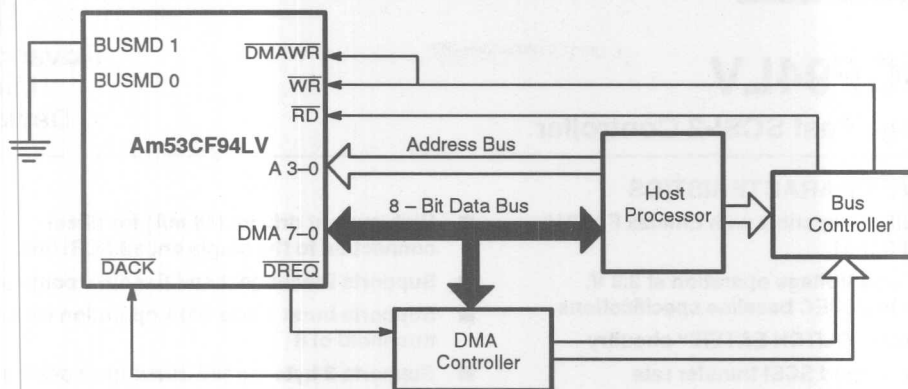 BUSMD 1
BUSMD 0
DMAWR
WR
RD
Am53CF94LV
A 3–0
DMA 7–0
DACK
DREQ
Address Bus
8 – Bit Data Bus
Host
Processor
Bus
Controller
DMA
Controller